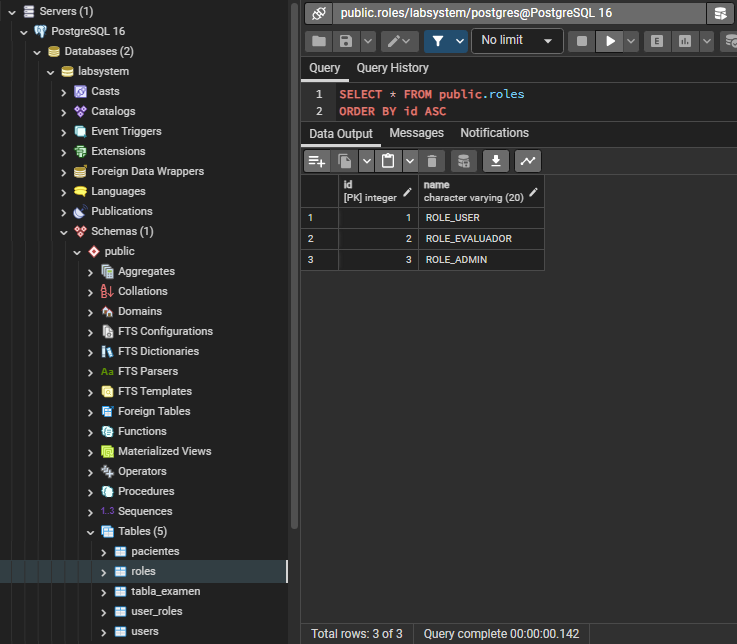 Servers (1)
PostgreSQL 16
Databases (2)
labsystem
Casts
Catalogs
Event Triggers
Extensions
Foreign Data Wrappers
Languages
Publications
Schemas (1)
public
Aggregates
Collations
Domains
FTS Configurations
FTS Dictionaries
Aa FTS Parsers
FTS Templates
Foreign Tables
Functions
Materialized Views
Operators
Procedures
1..3 Sequences
Tables (5)
pacientes
roles
tabla_examen
user_roles
users
public.roles/labsystem/postgres@PostgreSQL 16
No limit
E
Query Query History
1 SELECT * FROM public.roles
2 ORDER BY id ASC
Data Output Messages Notifications
id name
[PK] integer character varying (20)
1 1 ROLE_USER
2 2 ROLE_EVALUADOR
3 3 ROLE_ADMIN
Total rows: 3 of 3 Query complete 00:00:00.142